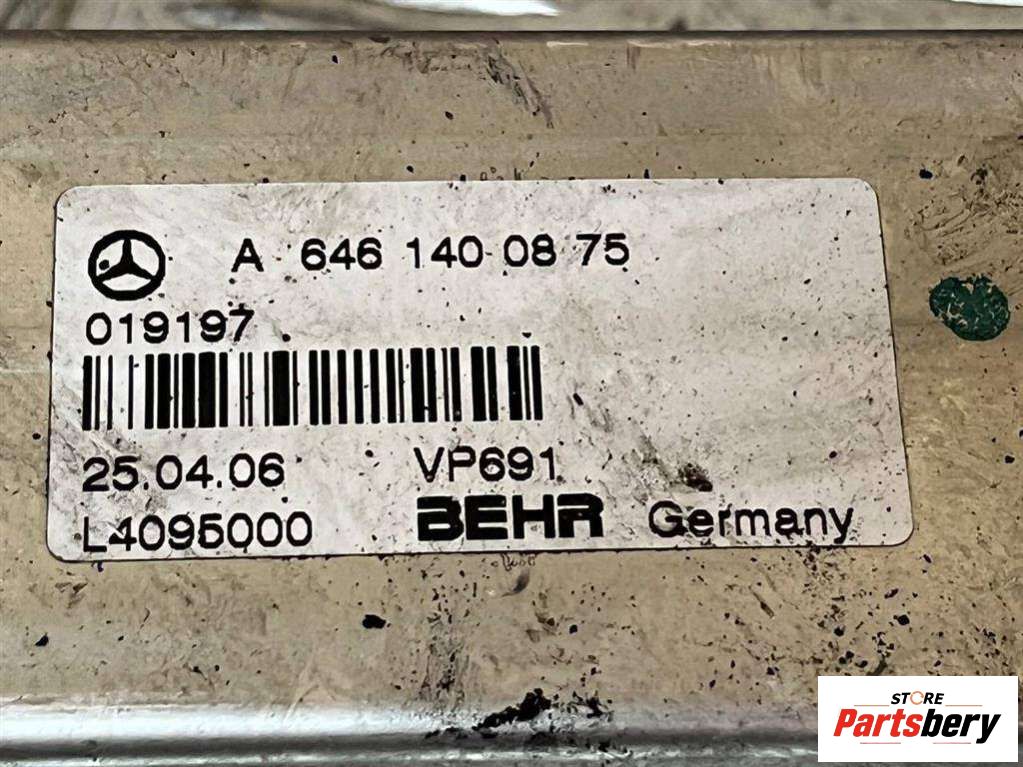 A 646 140 08 75
019197
25.04.06 VP691
L4095000 BEHR Germany
STORE
Partsbery